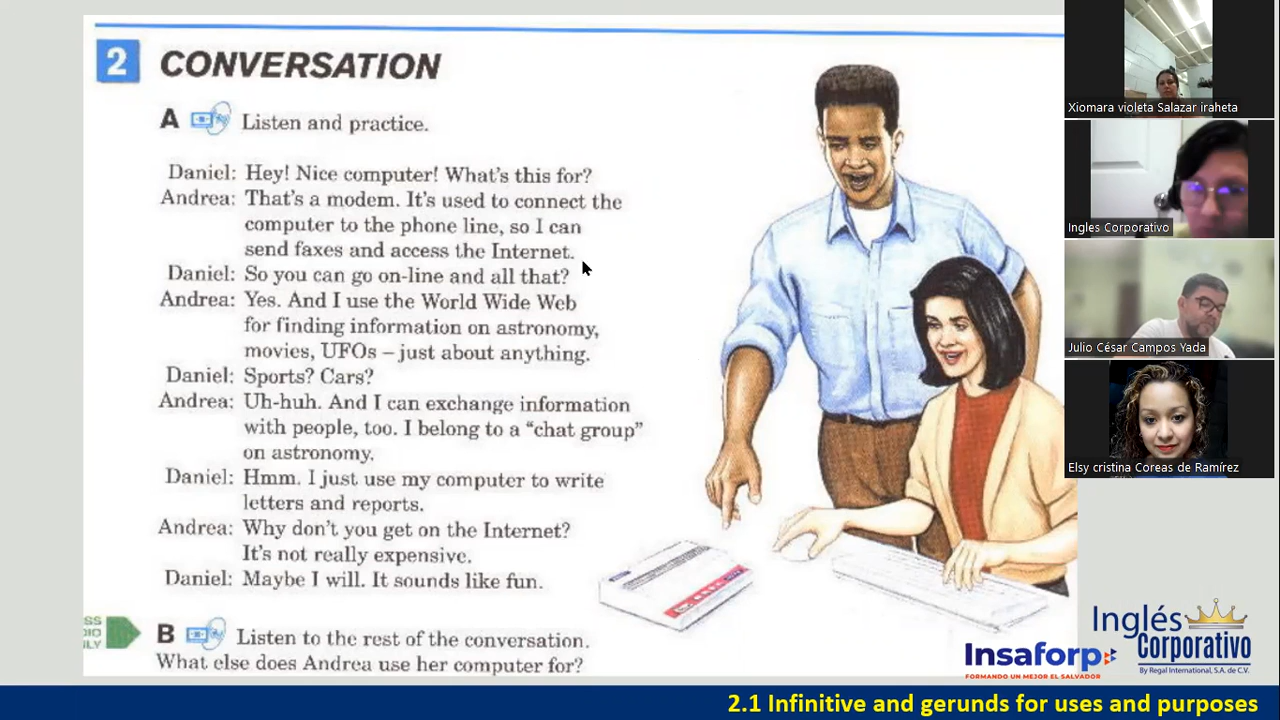 2 CONVERSATION
A Listen and practice.
Daniel: Hey! Nice computer! What's this for?
Andrea: That's a modem. It's used to connect the
computer to the phone line, so I can
send faxes and access the Internet.
Daniel: So you can go on-line and all that?
Andrea: Yes. And I use the World Wide Web
for finding information on astronomy,
movies, UFOs – just about anything.
Daniel: Sports? Cars?
Andrea: Uh-huh. And I can exchange information
with people, too. I belong to a “chat group”
on astronomy.
Daniel: Hmm. I just use my computer to write
letters and reports.
Andrea: Why don't you get on the Internet?
It's not really expensive.
Daniel: Maybe I will. It sounds like fun.
B Listen to the rest of the conversation.
What else does Andrea use her computer for?
Xiomara violeta Salazar iraheta
Ingles Corporativo
Julio César Campos Yada
Elsy cristina Coreas de Ramírez
Insaforp
FORMANDO UN MEJOR EL SALVADOR
Inglés
Corporativo
By Regal International, S.A. de C.V.
2.1 Infinitive and gerunds for uses and purposes